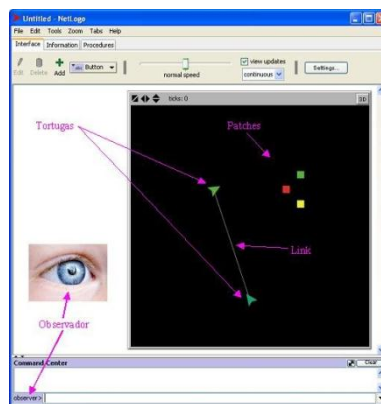 Untitled - NetLogo
File Edit Tools Zoom Tabs Help
Interface Information Procedures
Edit Delete Add Button normal speed view updates continuous Settings...
ticks: 0 3D
Tortugas
Patches
Link
Observador
Command Center Clear
observer>